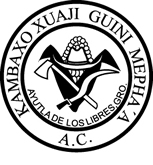 KAMBAXO XUAJI GUINI MEPHA'A
AYUTLA DE LOS LIBRES, GRO.
A.C.